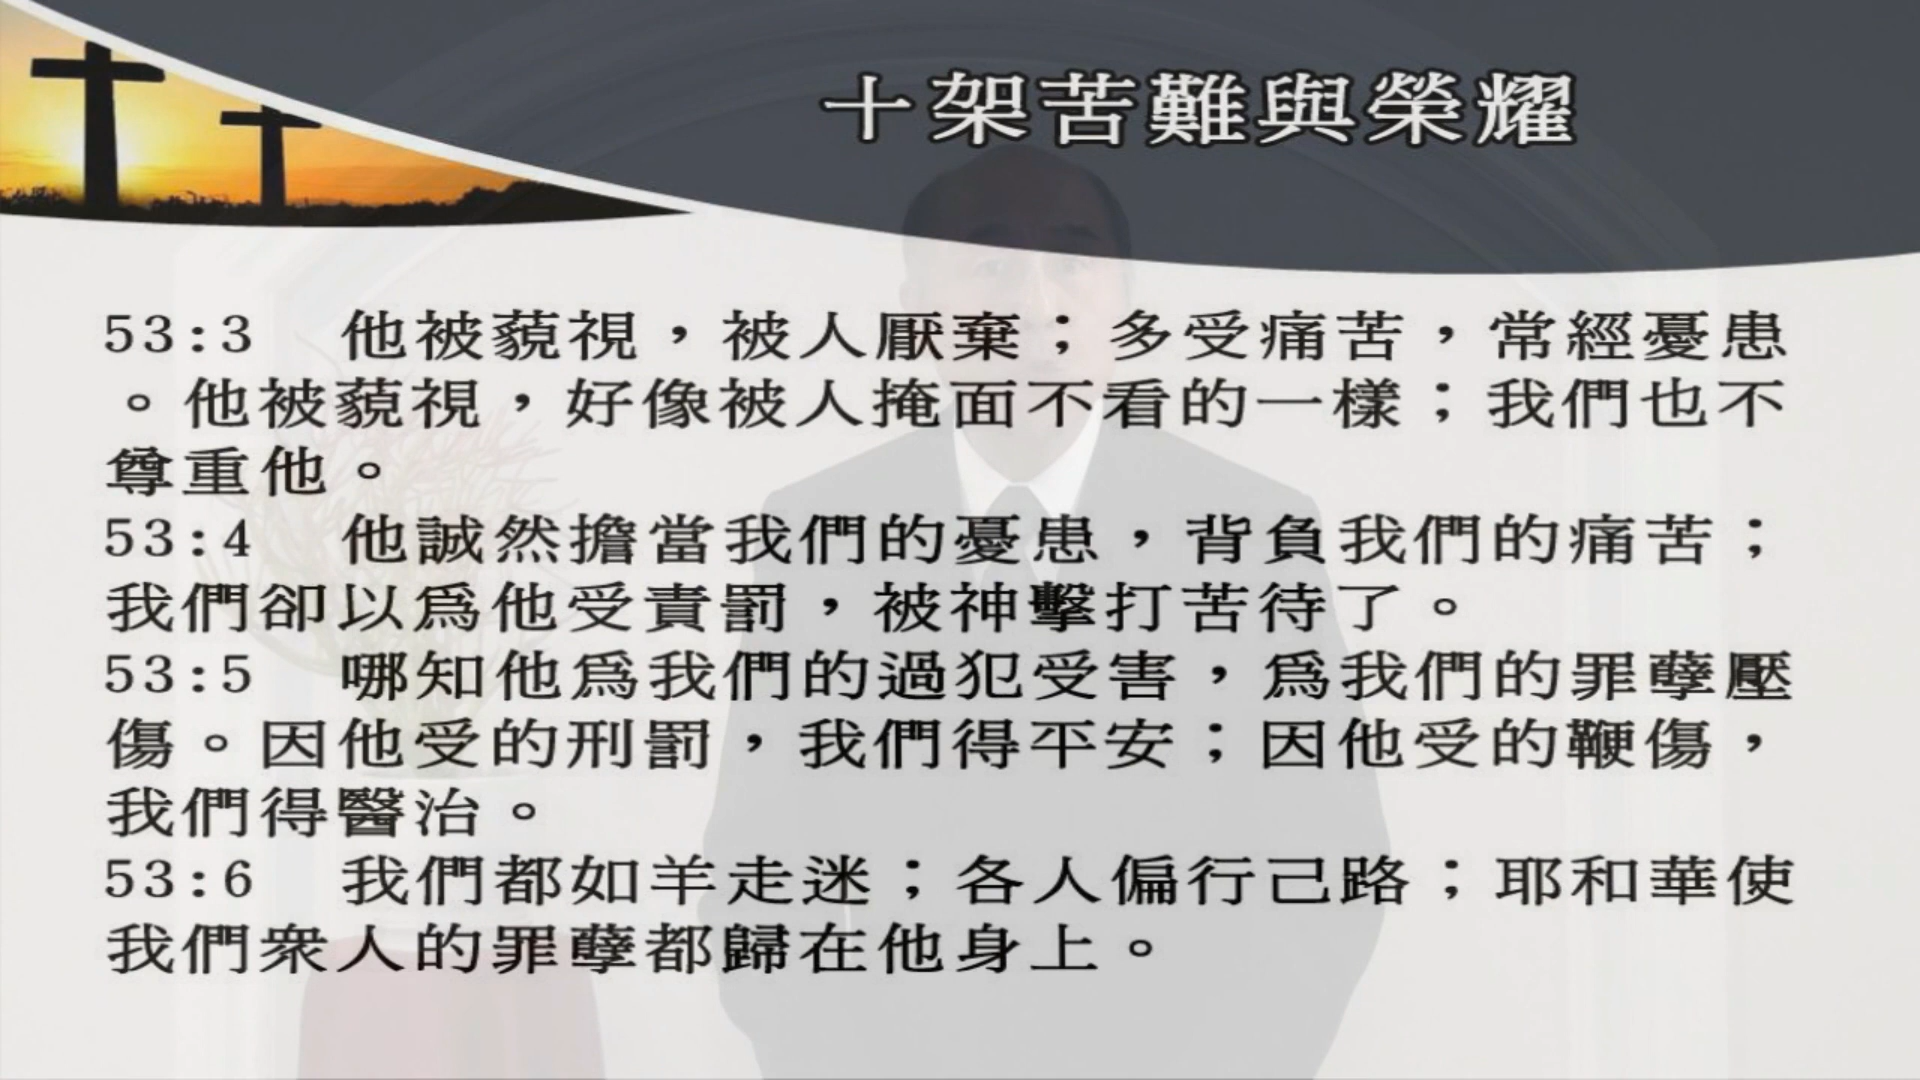 十架苦難與榮耀
53:3 他被藐視，被人厭棄；多受痛苦，常經憂患
。他被藐視，好像被人掩面不看的一樣；我們也不
尊重他。
53:4 他誠然擔當我們的憂患，背負我們的痛苦；
我們卻以為他受責罰，被神擊打苦待了。
53:5 哪知他為我們的過犯受害，為我們的罪孽壓
傷。因他受的刑罰，我們得平安；因他受的鞭傷，
我們得醫治。
53:6 我們都如羊走迷；各人偏行己路；耶和華使
我們眾人的罪孽都歸在他身上。